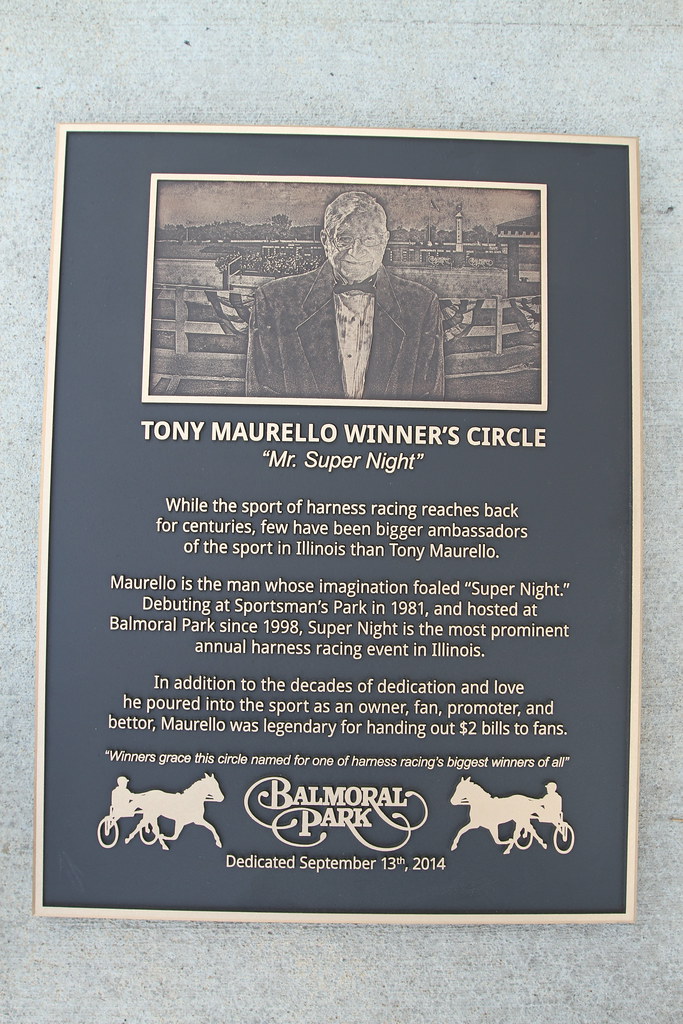 TONY MAURELLO WINNER'S CIRCLE
“Mr. Super Night”
While the sport of harness racing reaches back
for centuries, few have been bigger ambassadors
of the sport in Illinois than Tony Maurello.
Maurello is the man whose imagination foaled “Super Night.”
Debuting at Sportsman's Park in 1981, and hosted at
Balmoral Park since 1998, Super Night is the most prominent
annual harness racing event in Illinois.
In addition to the decades of dedication and love
he poured into the sport as an owner, fan, promoter, and
bettor, Maurello was legendary for handing out $2 bills to fans.
“Winners grace this circle named for one of harness racing's biggest winners of all”
BALMORAL
PARK
Dedicated September 13th, 2014